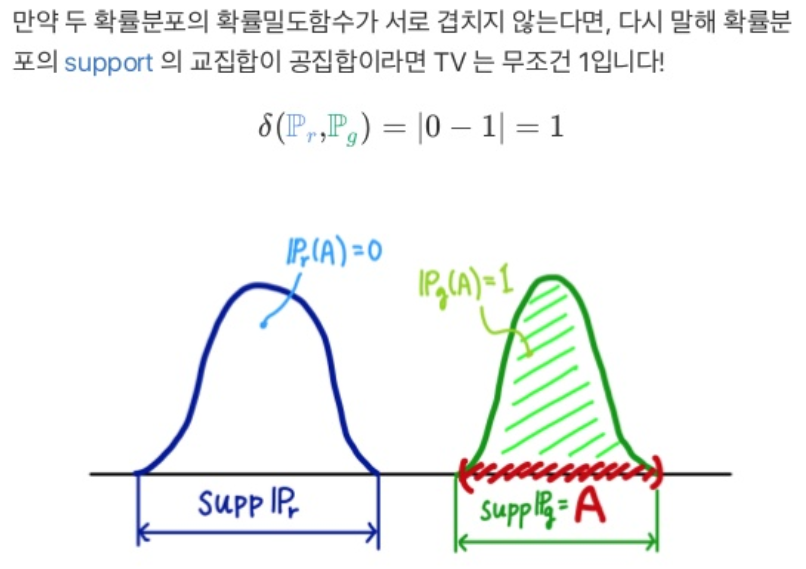 만약 두 확률분포의 확률밀도함수가 서로 겹치지 않는다면, 다시 말해 확률분
포의 support 의 교집합이 공집합이라면 TV 는 무조건 1입니다!
δ(ℙᵣ,ℙg) = |0 − 1| = 1
ℙᵣ(A)=0
ℙg(A)=1
supp ℙᵣ
supp ℙg = A